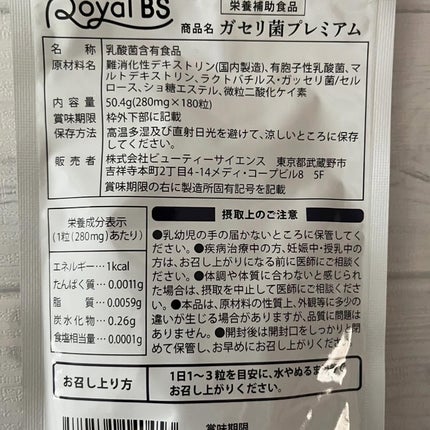 Royal BS
栄養補助食品
商品名 ガセリ菌プレミアム
名 称 乳酸菌含有食品
原材料名 難消化性デキストリン(国内製造)、有胞子性乳酸菌、マ
ルトデキストリン、ラクトバチルス・ガッセリ菌/セル
ロース、ショ糖エステル、微粒二酸化ケイ素
内 容 量 50.4g(280mg×180粒)
賞味期限 枠外下部に記載
保存方法 高温多湿及び直射日光を避けて、涼しいところに保存
してください。
販 売 者 株式会社ビューティーサイエンス 東京都武蔵野市
吉祥寺本町2丁目4-14メディ・コープビル8 5F
賞味期限の右に製造所固有記号を記載
栄養成分表示
(1粒(280mg)あたり)
エネルギー…1kcal
たんぱく質…0.0011g
脂 質…0.0059g
炭水化物…0.26g
食塩相当量…0.0001g
摂取上のご注意
●乳幼児の手の届かないところに保管してく
ださい。●疾病治療中の方、妊娠中・授乳中の
方は、お召し上がりになる前に医師にご相談く
ださい。●体調や体質に合わないと感じられ
た場合は、摂取を中止して医師にご相談くださ
い。●本品は、原材料の性質上、外観等に多少の
違いが生じる場合がありますが、品質に問題は
ありません。●開封後は開封口をしっかりと閉
めて保管し、お早めにお召し上がりください。
お召し上がり方
1日1~3粒を目安に、水やぬるま
お召し上がりください。
賞味期限